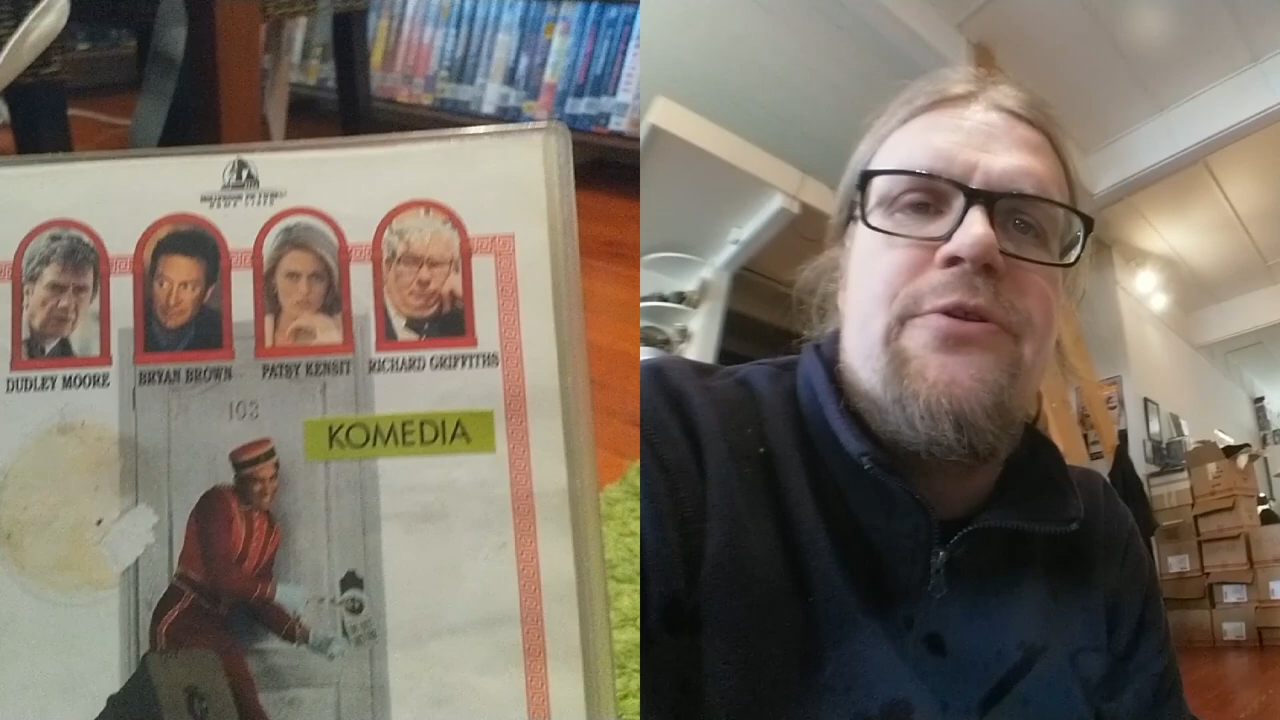 DUDLEY MOORE
BRYAN BROWN
PATSY KENSIT
RICHARD GRIFFITHS
103
KOMEDIA